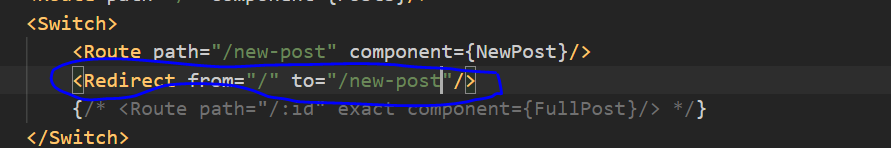 <Switch>
<Route path="/new-post" component={NewPost}/>
<Redirect from="/" to="/new-post"/>
{/* <Route path="/:id" exact component={FullPost}/> */}
</Switch>